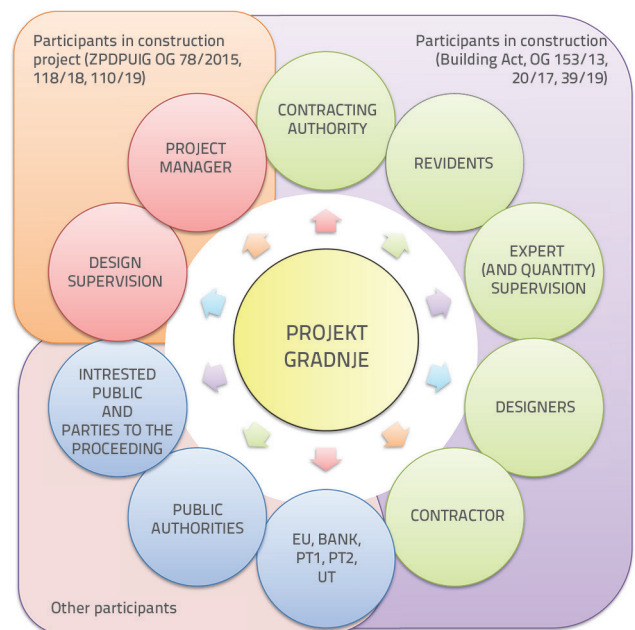 Participants in construction
project (ZPDPUIG OG 78/2015,
118/18, 110/19)
Participants in construction
(Building Act, OG 153/13,
20/17, 39/19)
CONTRACTING
AUTHORITY
REVIDENTS
EXPERT
(AND QUANTITY)
SUPERVISION
DESIGNERS
CONTRACTOR
EU, BANK,
PT1, PT2,
UT
PUBLIC
AUTHORITIES
INTRESTED
PUBLIC
AND
PARTIES TO THE
PROCEEDING
DESIGN
SUPERVISION
PROJECT
MANAGER
PROJEKT
GRADNJE
Other participants